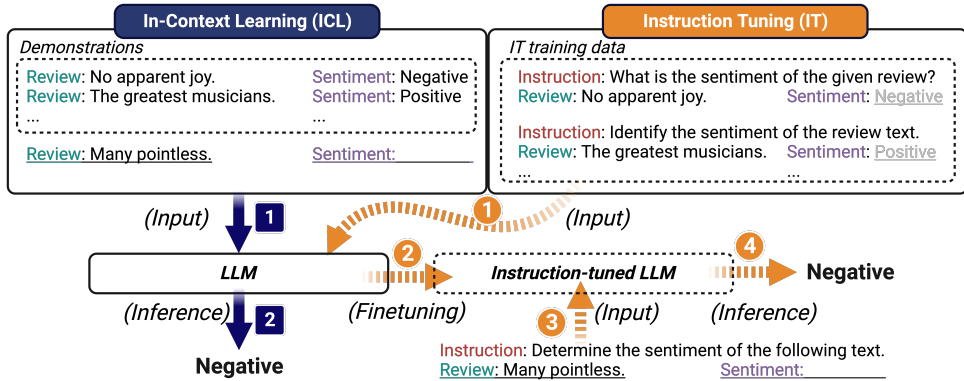 In-Context Learning (ICL)
Demonstrations
Review: No apparent joy. Sentiment: Negative
Review: The greatest musicians. Sentiment: Positive
... ...
Review: Many pointless. Sentiment:
Instruction Tuning (IT)
IT training data
Instruction: What is the sentiment of the given review?
Review: No apparent joy. Sentiment: Negative
Instruction: Identify the sentiment of the review text.
Review: The greatest musicians. Sentiment: Positive
... ...
(Input) 1
1 (Input)
LLM
2
Instruction-tuned LLM
4
Negative
(Inference) 2
(Finetuning)
3 (Input)
(Inference)
Negative
Instruction: Determine the sentiment of the following text.
Review: Many pointless. Sentiment: